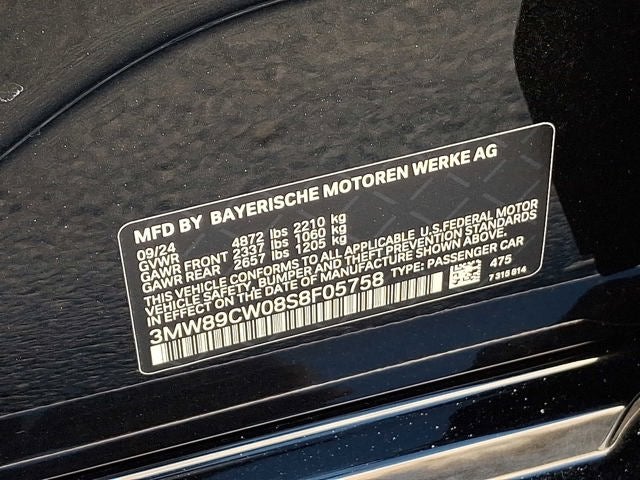 MFD BY BAYERISCHE MOTOREN WERKE AG
09/24
GVWR 4872 lbs 2210 kg
GAWR FRONT 2337 lbs 1060 kg
GAWR REAR 2657 lbs 1205 kg
THIS VEHICLE CONFORMS TO ALL APPLICABLE U.S.FEDERAL MOTOR
VEHICLE SAFETY, BUMPER AND THEFT PREVENTION STANDARDS
IN EFFECT ON THE DATE OF MANUFACTURE SHOWN ABOVE.
3MW89CW08S8F05758 TYPE: PASSENGER CAR
475
7 318 614